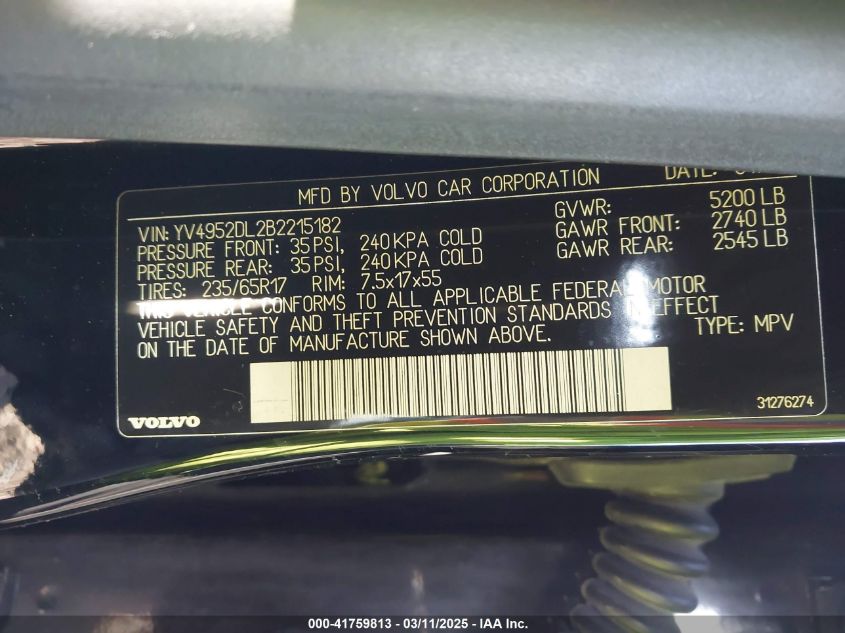 MFD BY VOLVO CAR CORPORATION DATE:
VIN: YV4952DL2B2215182 GVWR: 5200 LB
PRESSURE FRONT: 35 PSI, 240 KPA COLD GAWR FRONT: 2740 LB
PRESSURE REAR: 35 PSI, 240 KPA COLD GAWR REAR: 2545 LB
TIRES: 235/65R17 RIM: 7.5x17x55
THIS VEHICLE CONFORMS TO ALL APPLICABLE FEDERAL MOTOR
VEHICLE SAFETY AND THEFT PREVENTION STANDARDS IN EFFECT
ON THE DATE OF MANUFACTURE SHOWN ABOVE. TYPE: MPV
VOLVO 31276274
000-41759813 - 03/11/2025 - IAA Inc.